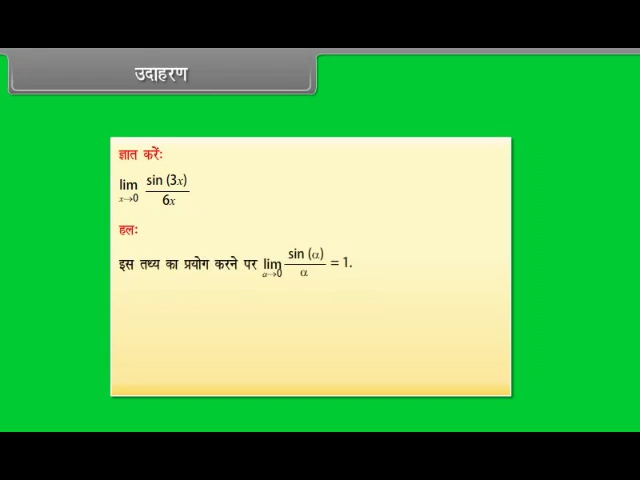 उदाहरण
ज्ञात करें:
lim x→0 sin (3x) / 6x
हल:
इस तथ्य का प्रयोग करने पर lim a→0 sin (α) / α = 1.